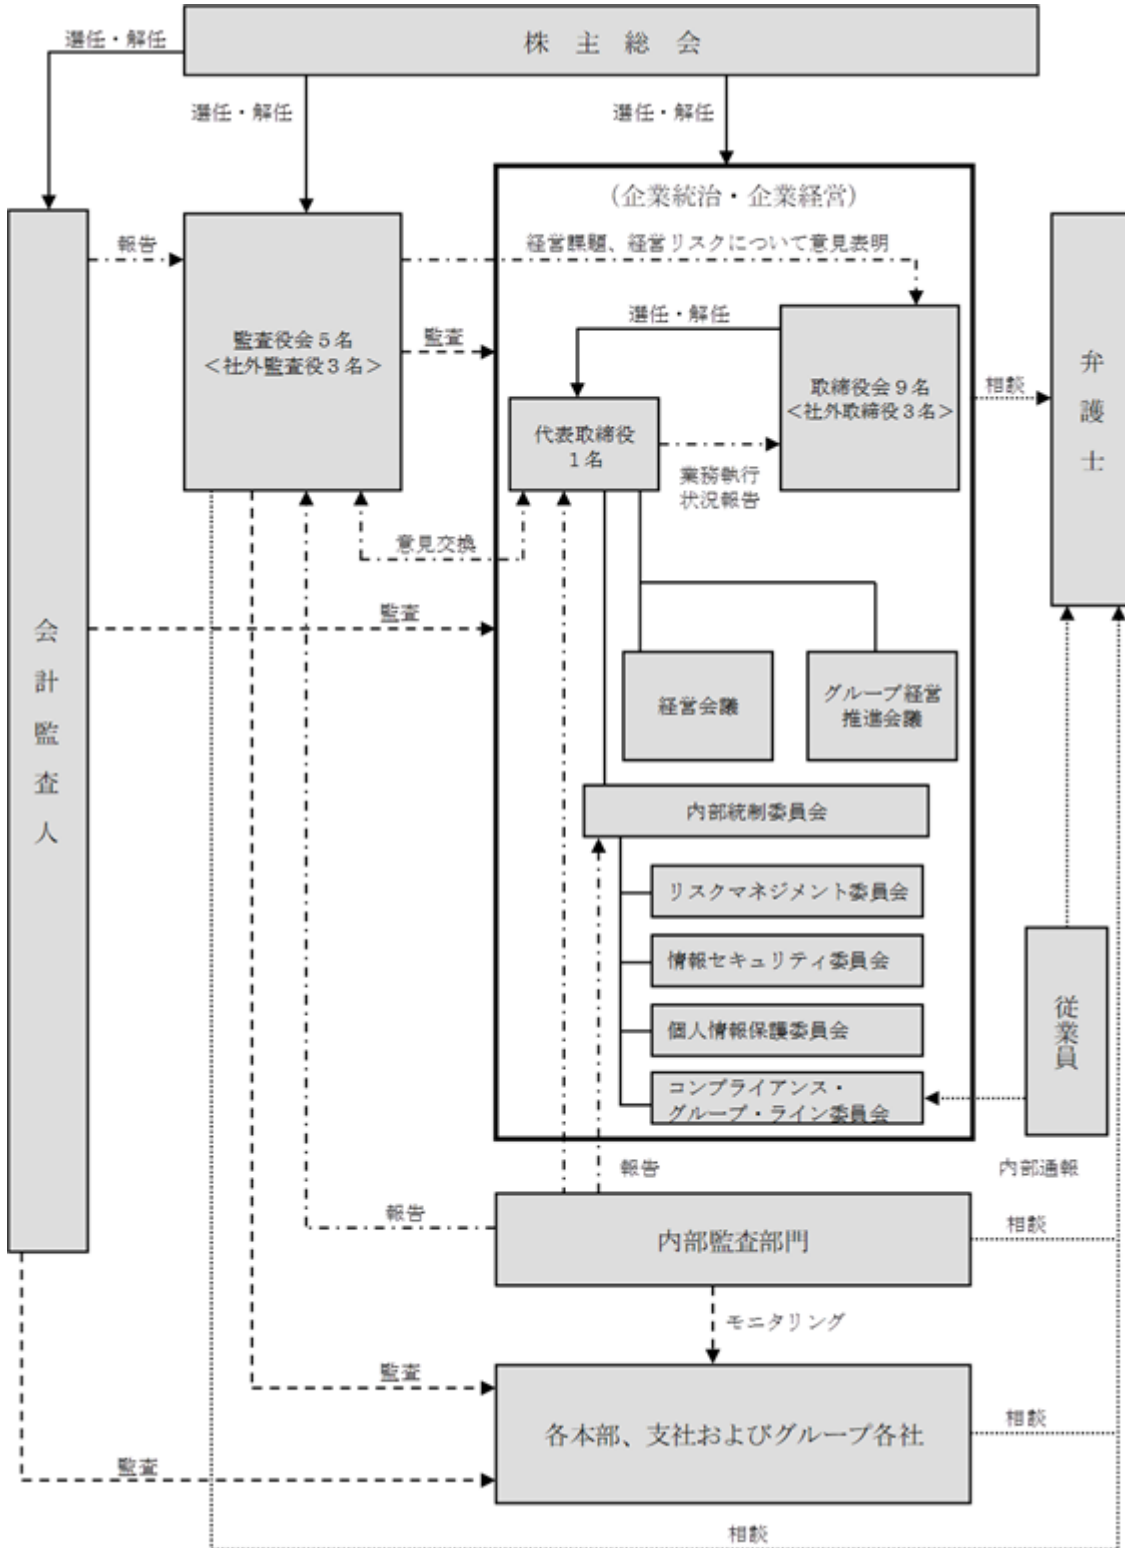 株 主 総 会
選任・解任
選任・解任
選任・解任
(企業統治・企業経営)
報告
経営課題、経営リスクについて意見表明
選任・解任
監査役会5名
<社外監査役3名>
監査
取締役会9名
<社外取締役3名>
相談
弁護士
代表取締役
1名
業務執行
状況報告
意見交換
監査
会計監査人
経営会議
グループ経営
推進会議
内部統制委員会
リスクマネジメント委員会
情報セキュリティ委員会
個人情報保護委員会
コンプライアンス・
グループ・ライン委員会
従業員
内部通報
報告
報告
内部監査部門
相談
モニタリング
監査
各本部、支社およびグループ各社
相談
監査
相談